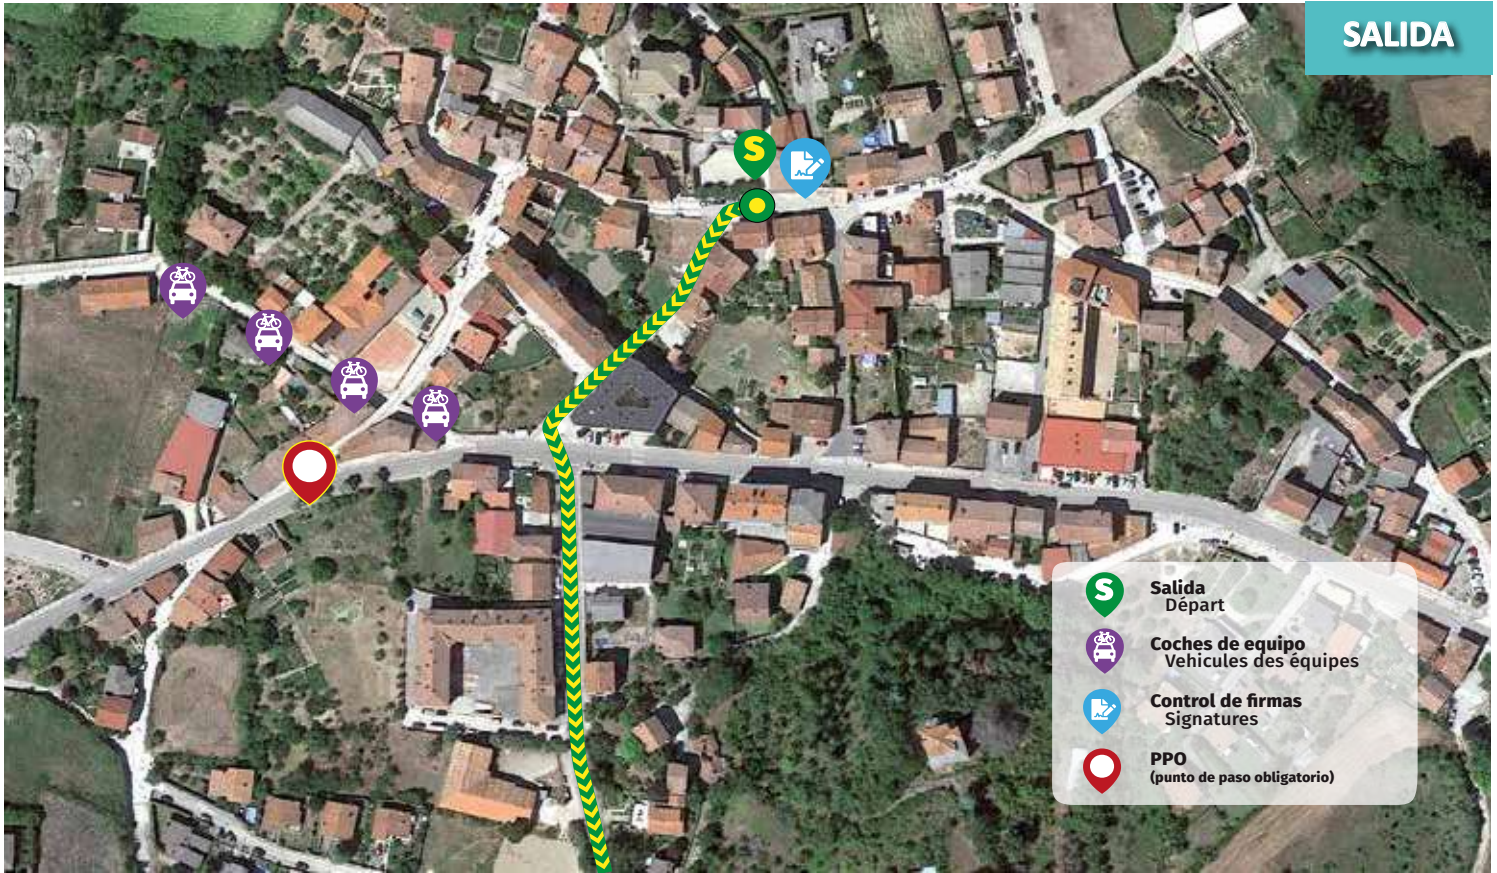 SALIDA
S
S
Salida
Départ
Coches de equipo
Vehicules des équipes
Control de firmas
Signatures
PPO
(punto de paso obligatorio)